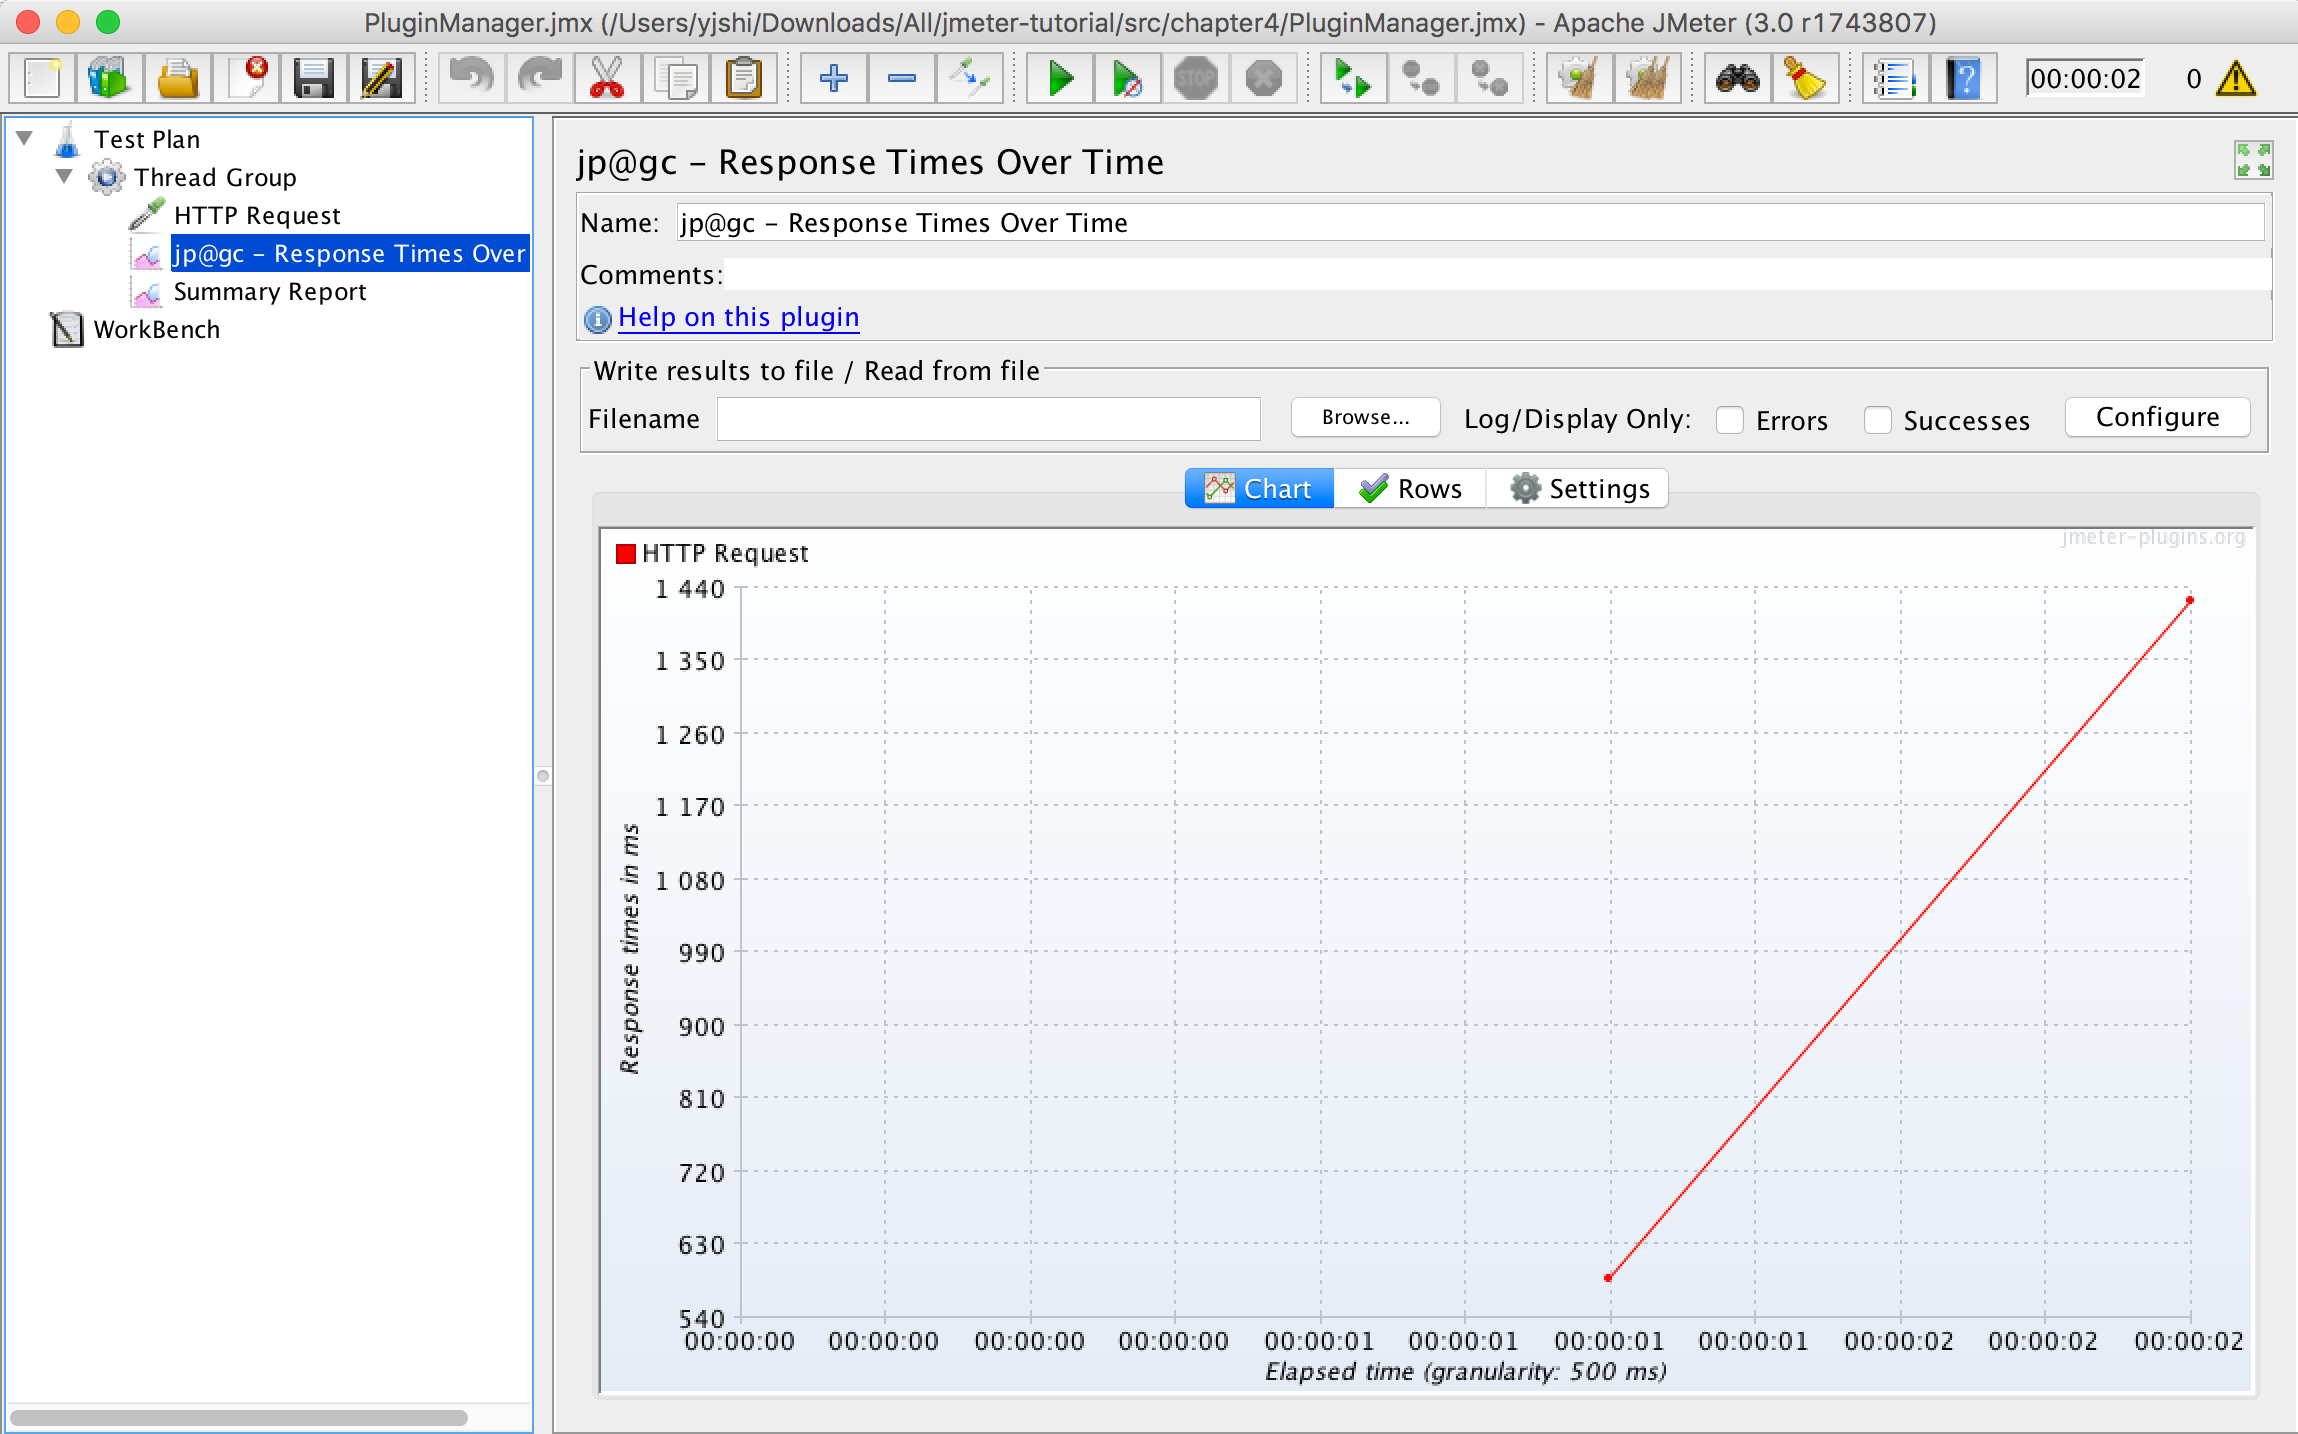 PluginManager.jmx (/Users/yjshi/Downloads/All/jmeter-tutorial/src/chapter4/PluginManager.jmx) - Apache JMeter (3.0 r1743807)
STOP
00:00:02 0
Test Plan
Thread Group
HTTP Request
jp@gc - Response Times Over
Summary Report
WorkBench
jp@gc - Response Times Over Time
Name: jp@gc - Response Times Over Time
Comments:
Help on this plugin
Write results to file / Read from file
Filename Browse... Log/Display Only: Errors Successes Configure
Chart Rows Settings
jmeter-plugins.org
HTTP Request
1 440
1 350
1 260
1 170
1 080
990
900
810
720
630
540
Response times in ms
00:00:00 00:00:00 00:00:00 00:00:00 00:00:01 00:00:01 00:00:01 00:00:01 00:00:02 00:00:02 00:00:02
Elapsed time (granularity: 500 ms)